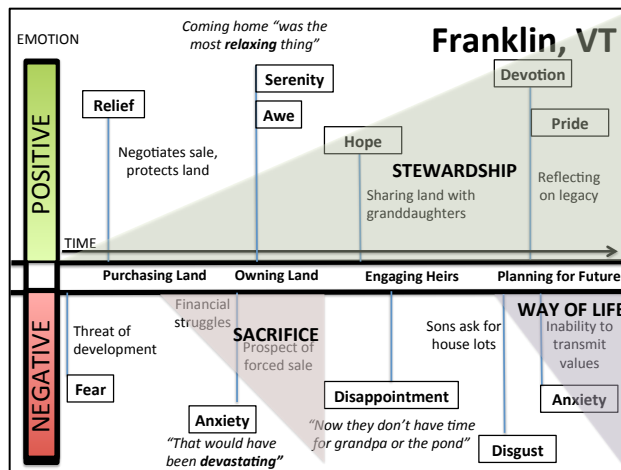 EMOTION
Coming home "was the
most relaxing thing"
Franklin, VT
POSITIVE
Relief
Negotiates sale,
protects land
Serenity
Awe
Hope
STEWARDSHIP
Sharing land with
granddaughters
Devotion
Pride
Reflecting
on legacy
TIME
Purchasing Land
Owning Land
Engaging Heirs
Planning for Future
NEGATIVE
Threat of
development
Fear
Financial
struggles
SACRIFICE
Prospect of
forced sale
Anxiety
"That would have
been devastating"
Disappointment
"Now they don't have time
for grandpa or the pond"
Sons ask for
house lots
Disgust
WAY OF LIFE
Inability to
transmit
values
Anxiety